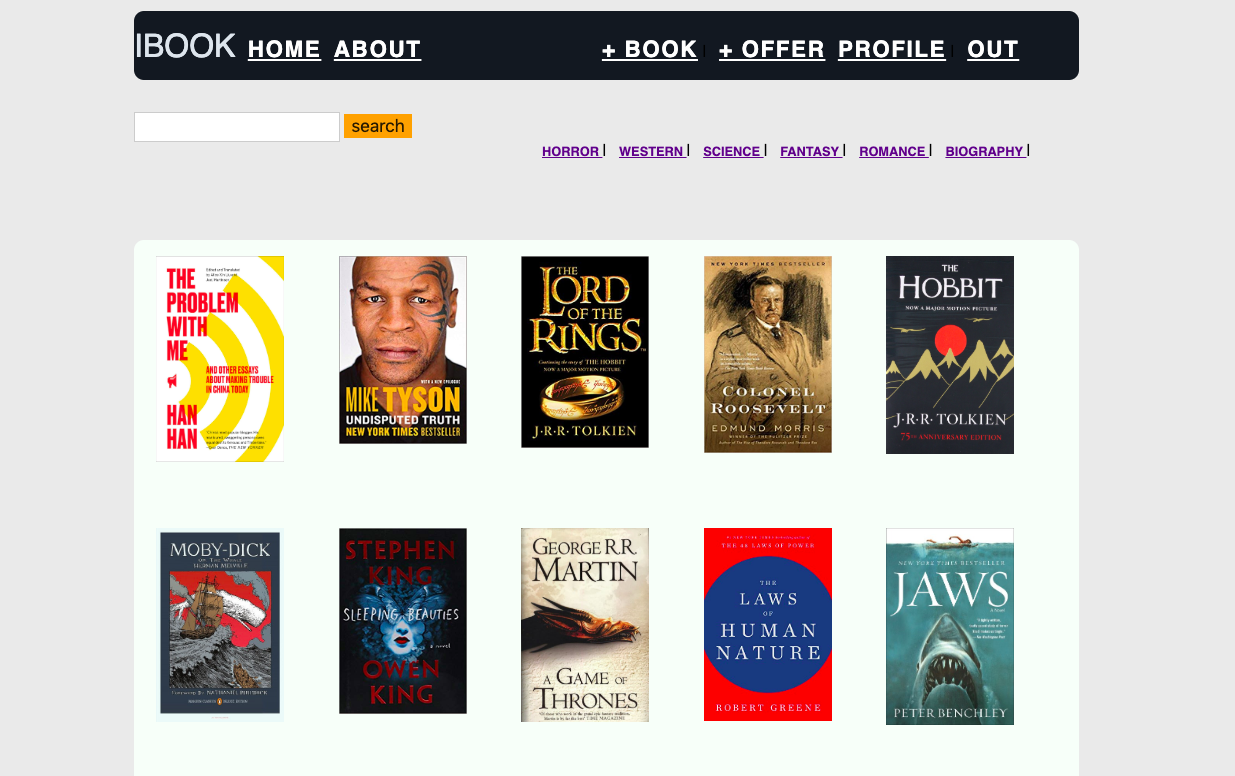 IBOOK HOME ABOUT + BOOK | + OFFER PROFILE | OUT
search
HORROR | WESTERN | SCIENCE | FANTASY | ROMANCE | BIOGRAPHY |
THE
PROBLEM
WITH
ME
AND OTHER ESSAYS
ABOUT MAKING TROUBLE
IN CHINA TODAY
HAN
HAN
WITH A NEW EPILOGUE
MIKE TYSON
UNDISPUTED TRUTH
NEW YORK TIMES BESTSELLER
THE
LORD
OF THE
RINGS
Continuing the story of THE HOBBIT
NOW A MAJOR MOTION PICTURE
J·R·R·TOLKIEN
NEW YORK TIMES BESTSELLER
COLONEL
ROOSEVELT
EDMUND MORRIS
WINNER OF THE PULITZER PRIZE
THE
HOBBIT
NOW A MAJOR MOTION PICTURE
J·R·R·TOLKIEN
75TH ANNIVERSARY EDITION
MOBY-DICK
OR, THE WHALE
HERMAN MELVILLE
FOREWORD BY NATHANIEL PHILBRICK
STEPHEN
KING
SLEEPING BEAUTIES
a novel
OWEN
KING
GEORGE R.R.
MARTIN
A GAME OF
THRONES
THE 48 LAWS OF POWER
THE
LAWS
OF
HUMAN
NATURE
ROBERT GREENE
NEW YORK TIMES BESTSELLER
JAWS
a Novel
PETER BENCHLEY